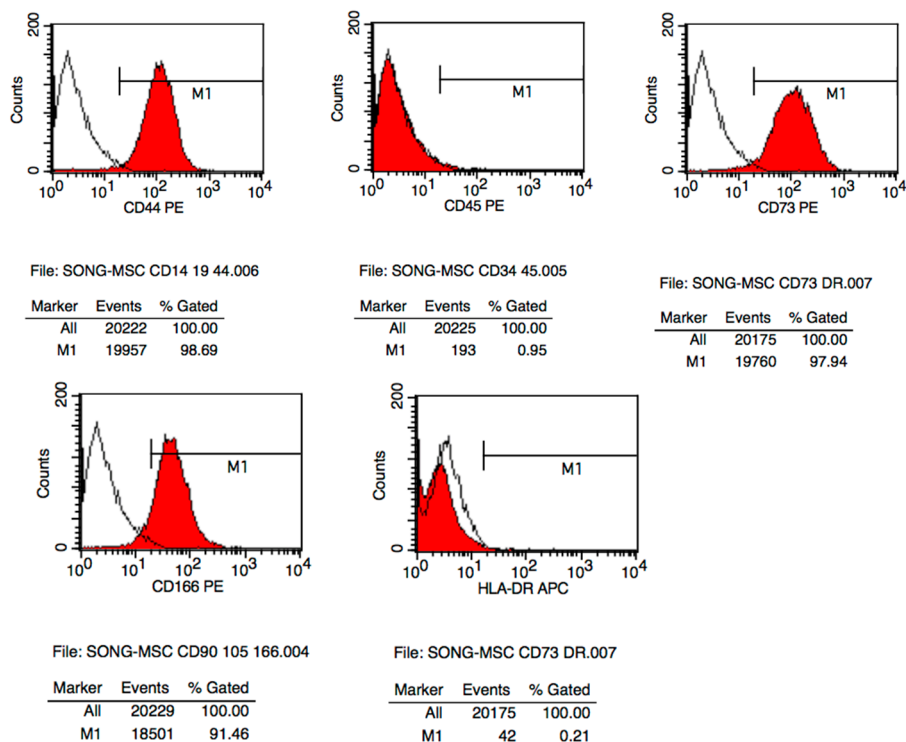 200
Counts
0
M1
10^0 10^1 10^2 10^3 10^4
CD44 PE
200
Counts
0
M1
10^0 10^1 10^2 10^3 10^4
CD45 PE
200
Counts
0
M1
10^0 10^1 10^2 10^3 10^4
CD73 PE
File: SONG-MSC CD14 19 44.006
Marker Events % Gated
All 20222 100.00
M1 19957 98.69
File: SONG-MSC CD34 45.005
Marker Events % Gated
All 20225 100.00
M1 193 0.95
File: SONG-MSC CD73 DR.007
Marker Events % Gated
All 20175 100.00
M1 19760 97.94
200
Counts
0
M1
10^0 10^1 10^2 10^3 10^4
CD166 PE
200
Counts
0
M1
10^0 10^1 10^2 10^3 10^4
HLA-DR APC
File: SONG-MSC CD90 105 166.004
Marker Events % Gated
All 20229 100.00
M1 18501 91.46
File: SONG-MSC CD73 DR.007
Marker Events % Gated
All 20175 100.00
M1 42 0.21